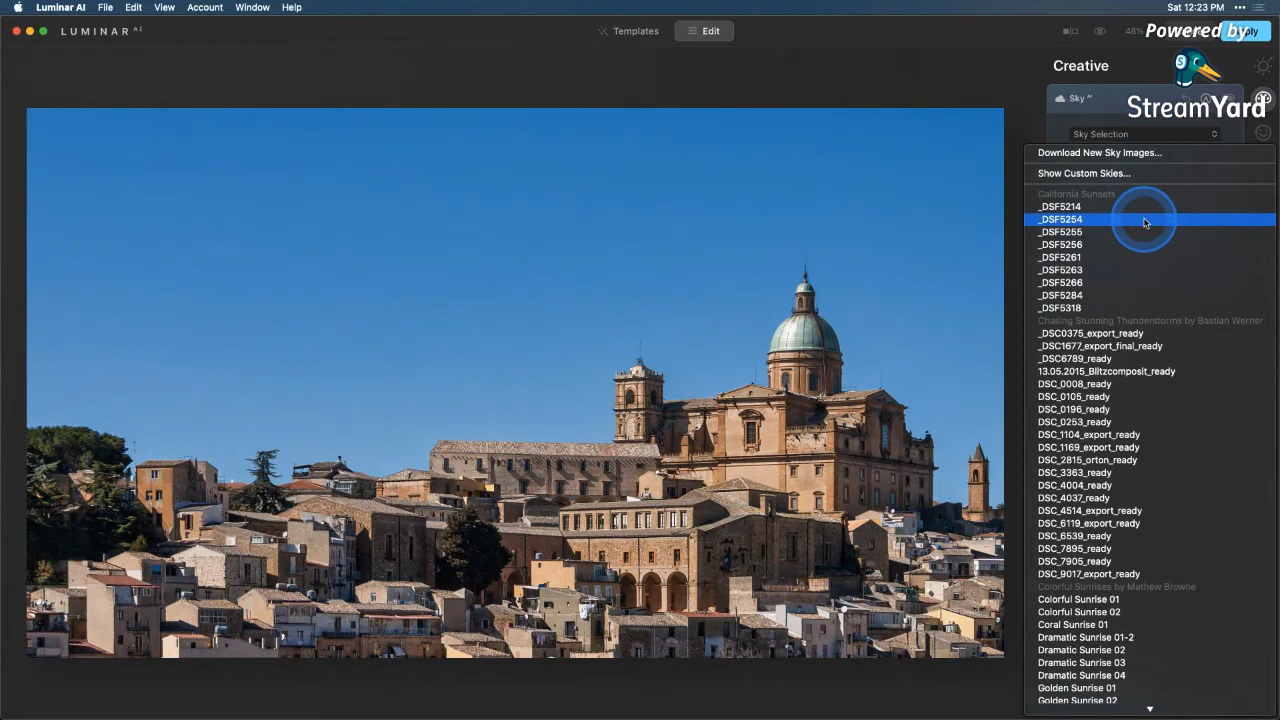 Luminar AI File Edit View Account Window Help Sat 12:23 PM
LUMINAR AI Templates Edit 48%
Powered by
StreamYard
Creative
Sky AI
Sky Selection
Download New Sky Images...
Show Custom Skies...
California Sunsets
_DSF5214
_DSF5254
_DSF5255
_DSF5256
_DSF5261
_DSF5263
_DSF5266
_DSF5284
_DSF5318
Chasing Stunning Thunderstorms by Bastian Werner
_DSC0375_export_ready
_DSC1677_export_final_ready
_DSC6789_ready
13.05.2015_Blitzcomposit_ready
DSC_0008_ready
DSC_0105_ready
DSC_0196_ready
DSC_0253_ready
DSC_1104_export_ready
DSC_1169_export_ready
DSC_2815_orton_ready
DSC_3363_ready
DSC_4004_ready
DSC_4037_ready
DSC_4514_export_ready
DSC_6119_export_ready
DSC_6539_ready
DSC_7895_ready
DSC_7905_ready
DSC_9017_export_ready
Colorful Sunrises by Mathew Browne
Colorful Sunrise 01
Colorful Sunrise 02
Coral Sunrise 01
Dramatic Sunrise 01-2
Dramatic Sunrise 02
Dramatic Sunrise 03
Dramatic Sunrise 04
Golden Sunrise 01
Golden Sunrise 02